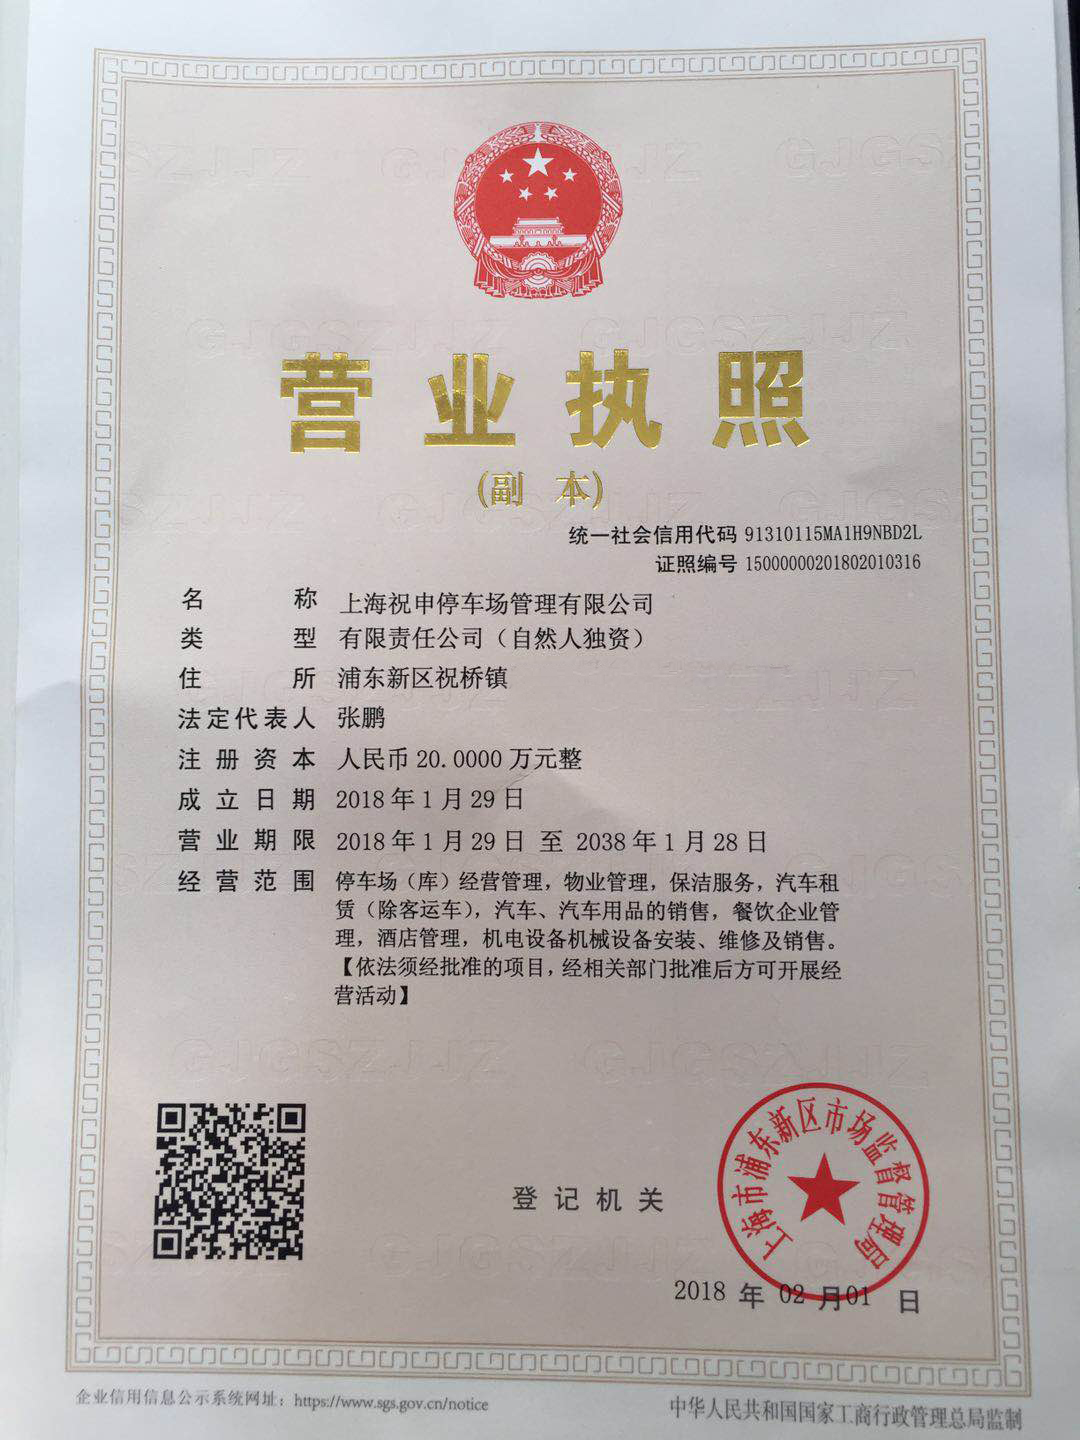 营业执照
(副 本)
统一社会信用代码 91310115MA1H9NBD2L
证照编号 15000000201802010316
名 称 上海祝申停车场管理有限公司
类 型 有限责任公司（自然人独资）
住 所 浦东新区祝桥镇
法定代表人 张鹏
注册资本 人民币 20.0000 万元整
成立日期 2018 年 1 月 29 日
营业期限 2018 年 1 月 29 日 至 2038 年 1 月 28 日
经营范围 停车场（库）经营管理，物业管理，保洁服务，汽车租
赁（除客运车），汽车、汽车用品的销售，餐饮企业管
理，酒店管理，机电设备机械设备安装、维修及销售。
【依法须经批准的项目，经相关部门批准后方可开展经
营活动】
登记机关
上海市浦东新区市场监督管理局
2018 年 02 月 01 日
企业信用信息公示系统网址：https://www.sgs.gov.cn/notice
中华人民共和国国家工商行政管理总局监制
GJGSZJJZ